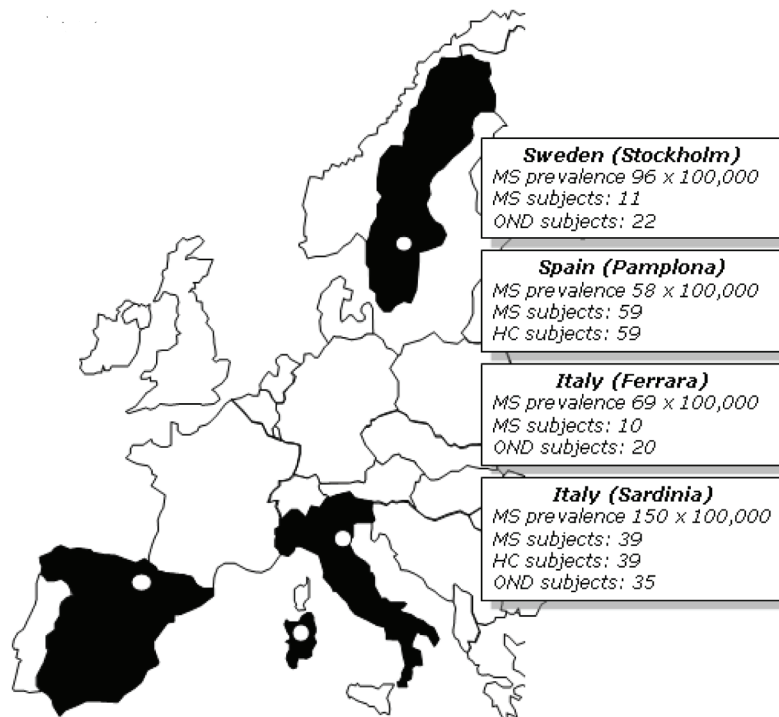 Sweden (Stockholm)
MS prevalence 96 x 100,000
MS subjects: 11
OND subjects: 22
Spain (Pamplona)
MS prevalence 58 x 100,000
MS subjects: 59
HC subjects: 59
Italy (Ferrara)
MS prevalence 69 x 100,000
MS subjects: 10
OND subjects: 20
Italy (Sardinia)
MS prevalence 150 x 100,000
MS subjects: 39
HC subjects: 39
OND subjects: 35